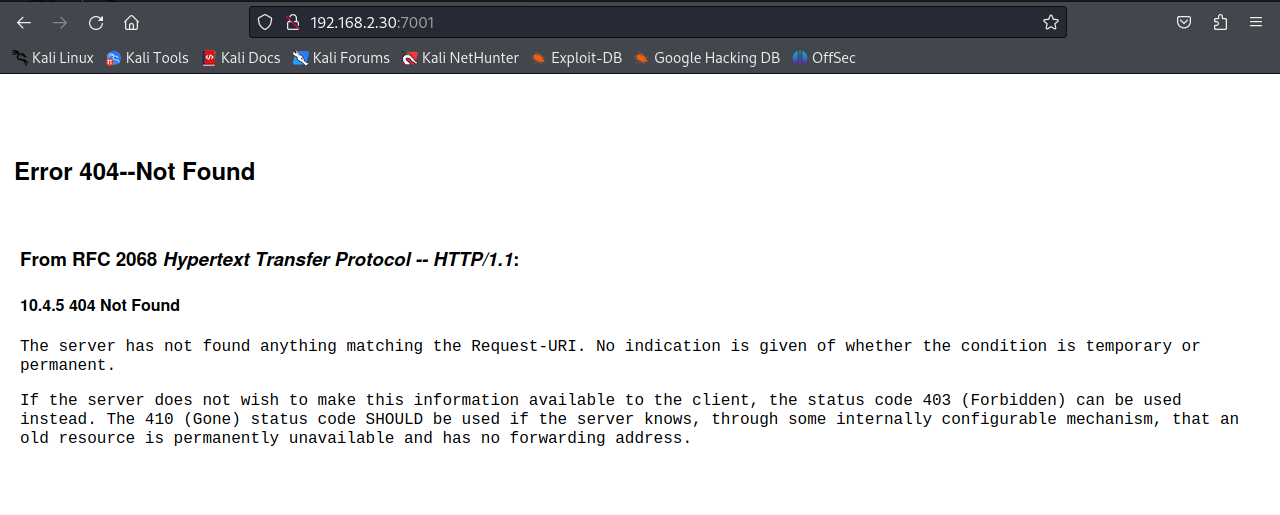 192.168.2.30:7001
Kali Linux Kali Tools Kali Docs Kali Forums Kali NetHunter Exploit-DB Google Hacking DB OffSec
Error 404--Not Found
From RFC 2068 Hypertext Transfer Protocol -- HTTP/1.1:
10.4.5 404 Not Found
The server has not found anything matching the Request-URI. No indication is given of whether the condition is temporary or
permanent.
If the server does not wish to make this information available to the client, the status code 403 (Forbidden) can be used
instead. The 410 (Gone) status code SHOULD be used if the server knows, through some internally configurable mechanism, that an
old resource is permanently unavailable and has no forwarding address.